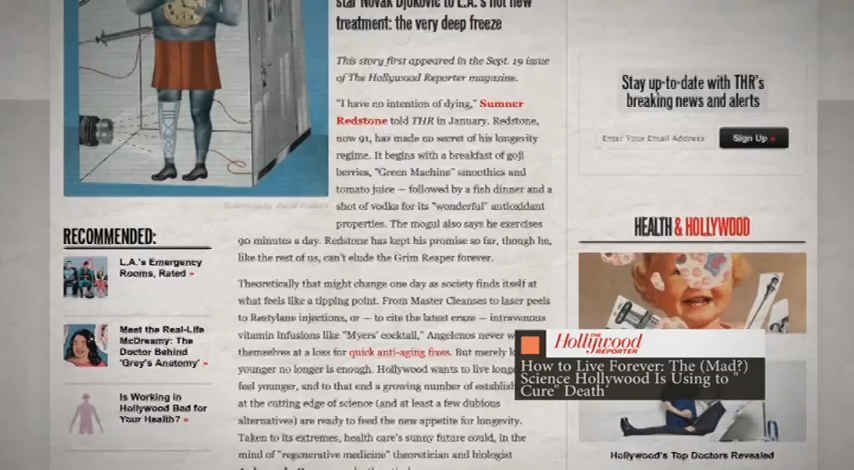 star Novak Djokovic to L.A.'s hot new
treatment: the very deep freeze
This story first appeared in the Sept. 19 issue
of The Hollywood Reporter magazine.
"I have no intention of dying," Sumner
Redstone told THR in January. Redstone,
now 91, has made no secret of his longevity
regime. It begins with a breakfast of goji
berries, "Green Machine" smoothies and
tomato juice — followed by a fish dinner and a
shot of vodka for its "wonderful" antioxidant
properties. The mogul also says he exercises
90 minutes a day. Redstone has kept his promise so far, though he,
like the rest of us, can't elude the Grim Reaper forever.
Theoretically that might change one day as society finds itself at
what feels like a tipping point. From Master Cleanses to laser peels
to Restylane injections, or — to cite the latest craze — intravenous
vitamin infusions like "Myers' cocktail," Angelenos never w
themselves at a loss for quick anti-aging fixes. But merely lo
younger no longer is enough. Hollywood wants to live longe
feel younger, and to that end a growing number of establish
at the cutting edge of science (and at least a few dubious
alternatives) are ready to feed the new appetite for longevity.
Taken to its extremes, health care's sunny future could, in the
mind of "regenerative medicine" theoretician and biologist
RECOMMENDED:
L.A.'s Emergency
Rooms, Rated »
Meet the Real-Life
McDreamy: The
Doctor Behind
'Grey's Anatomy' »
Is Working in
Hollywood Bad for
Your Health? »
Stay up-to-date with THR's
breaking news and alerts
Enter Your Email Address
Sign Up »
HEALTH & HOLLYWOOD
THE
Hollywood
REPORTER
How to Live Forever: The (Mad?)
Science Hollywood Is Using to "
Cure" Death
Hollywood's Top Doctors Revealed